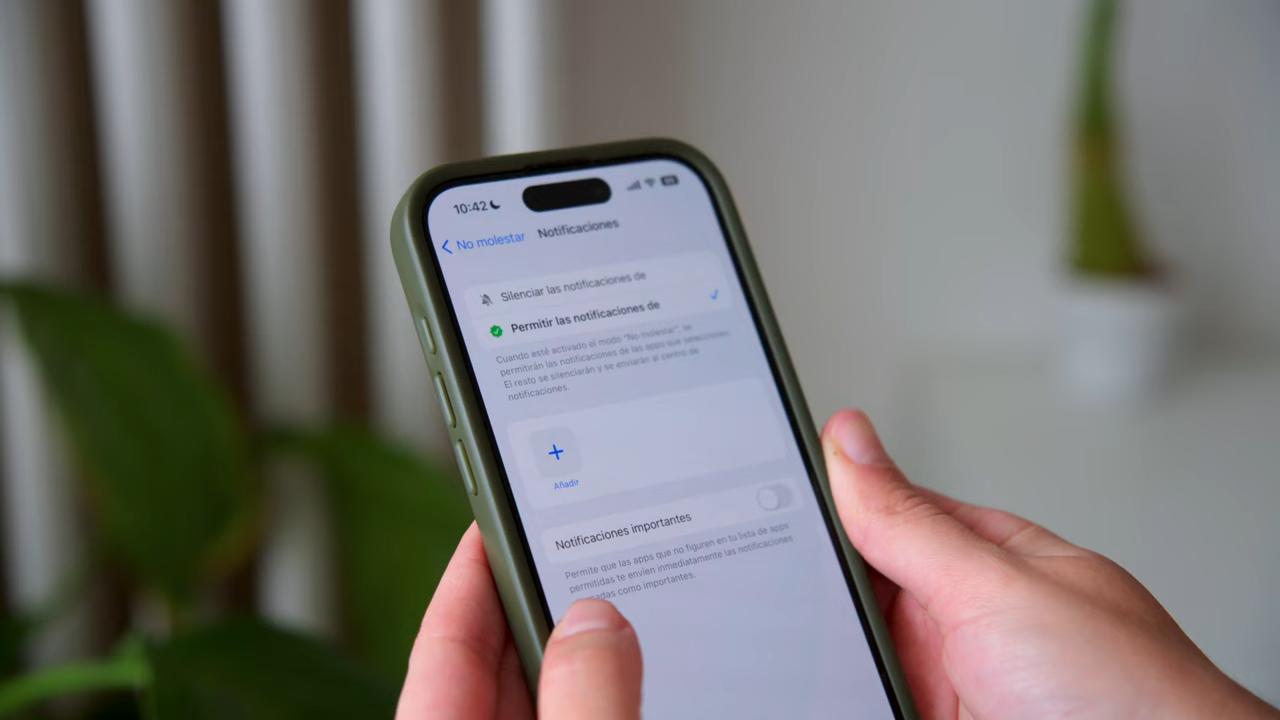 10:42
No molestar
Notificaciones
Silenciar las notificaciones de
Permitir las notificaciones de
Cuando esté activado el modo "No molestar", se
permitirán las notificaciones de las apps que selecciones
El resto se silenciarán y se enviarán al centro de
notificaciones.
Añadir
Notificaciones importantes
Permite que las apps que no figuren en tu lista de apps
permitidas te envíen inmediatamente las notificaciones
como importantes.